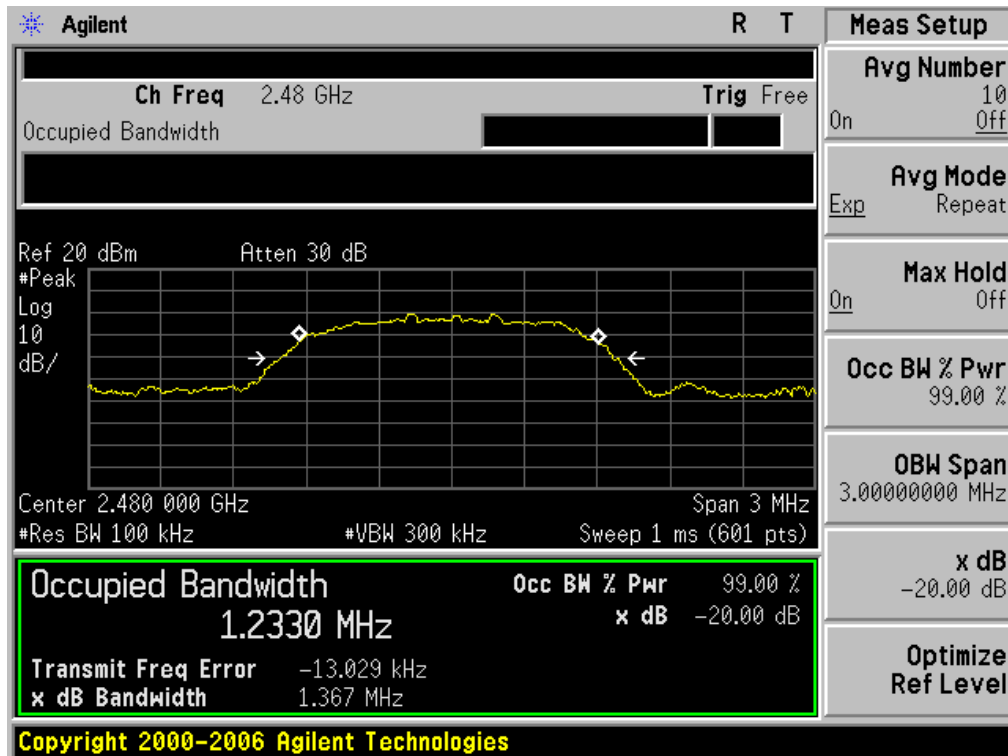 Agilent R T
Ch Freq 2.48 GHz Trig Free
Occupied Bandwidth
Ref 20 dBm Atten 30 dB
#Peak
Log
10
dB/
Center 2.480 000 GHz Span 3 MHz
#Res BW 100 kHz #VBW 300 kHz Sweep 1 ms (601 pts)
Occupied Bandwidth Occ BW % Pwr 99.00 %
1.2330 MHz x dB -20.00 dB
Transmit Freq Error -13.029 kHz
x dB Bandwidth 1.367 MHz
Copyright 2000-2006 Agilent Technologies
Meas Setup
Avg Number
10
On Off
Avg Mode
Exp Repeat
Max Hold
On Off
Occ BW % Pwr
99.00 %
OBW Span
3.00000000 MHz
x dB
-20.00 dB
Optimize
Ref Level